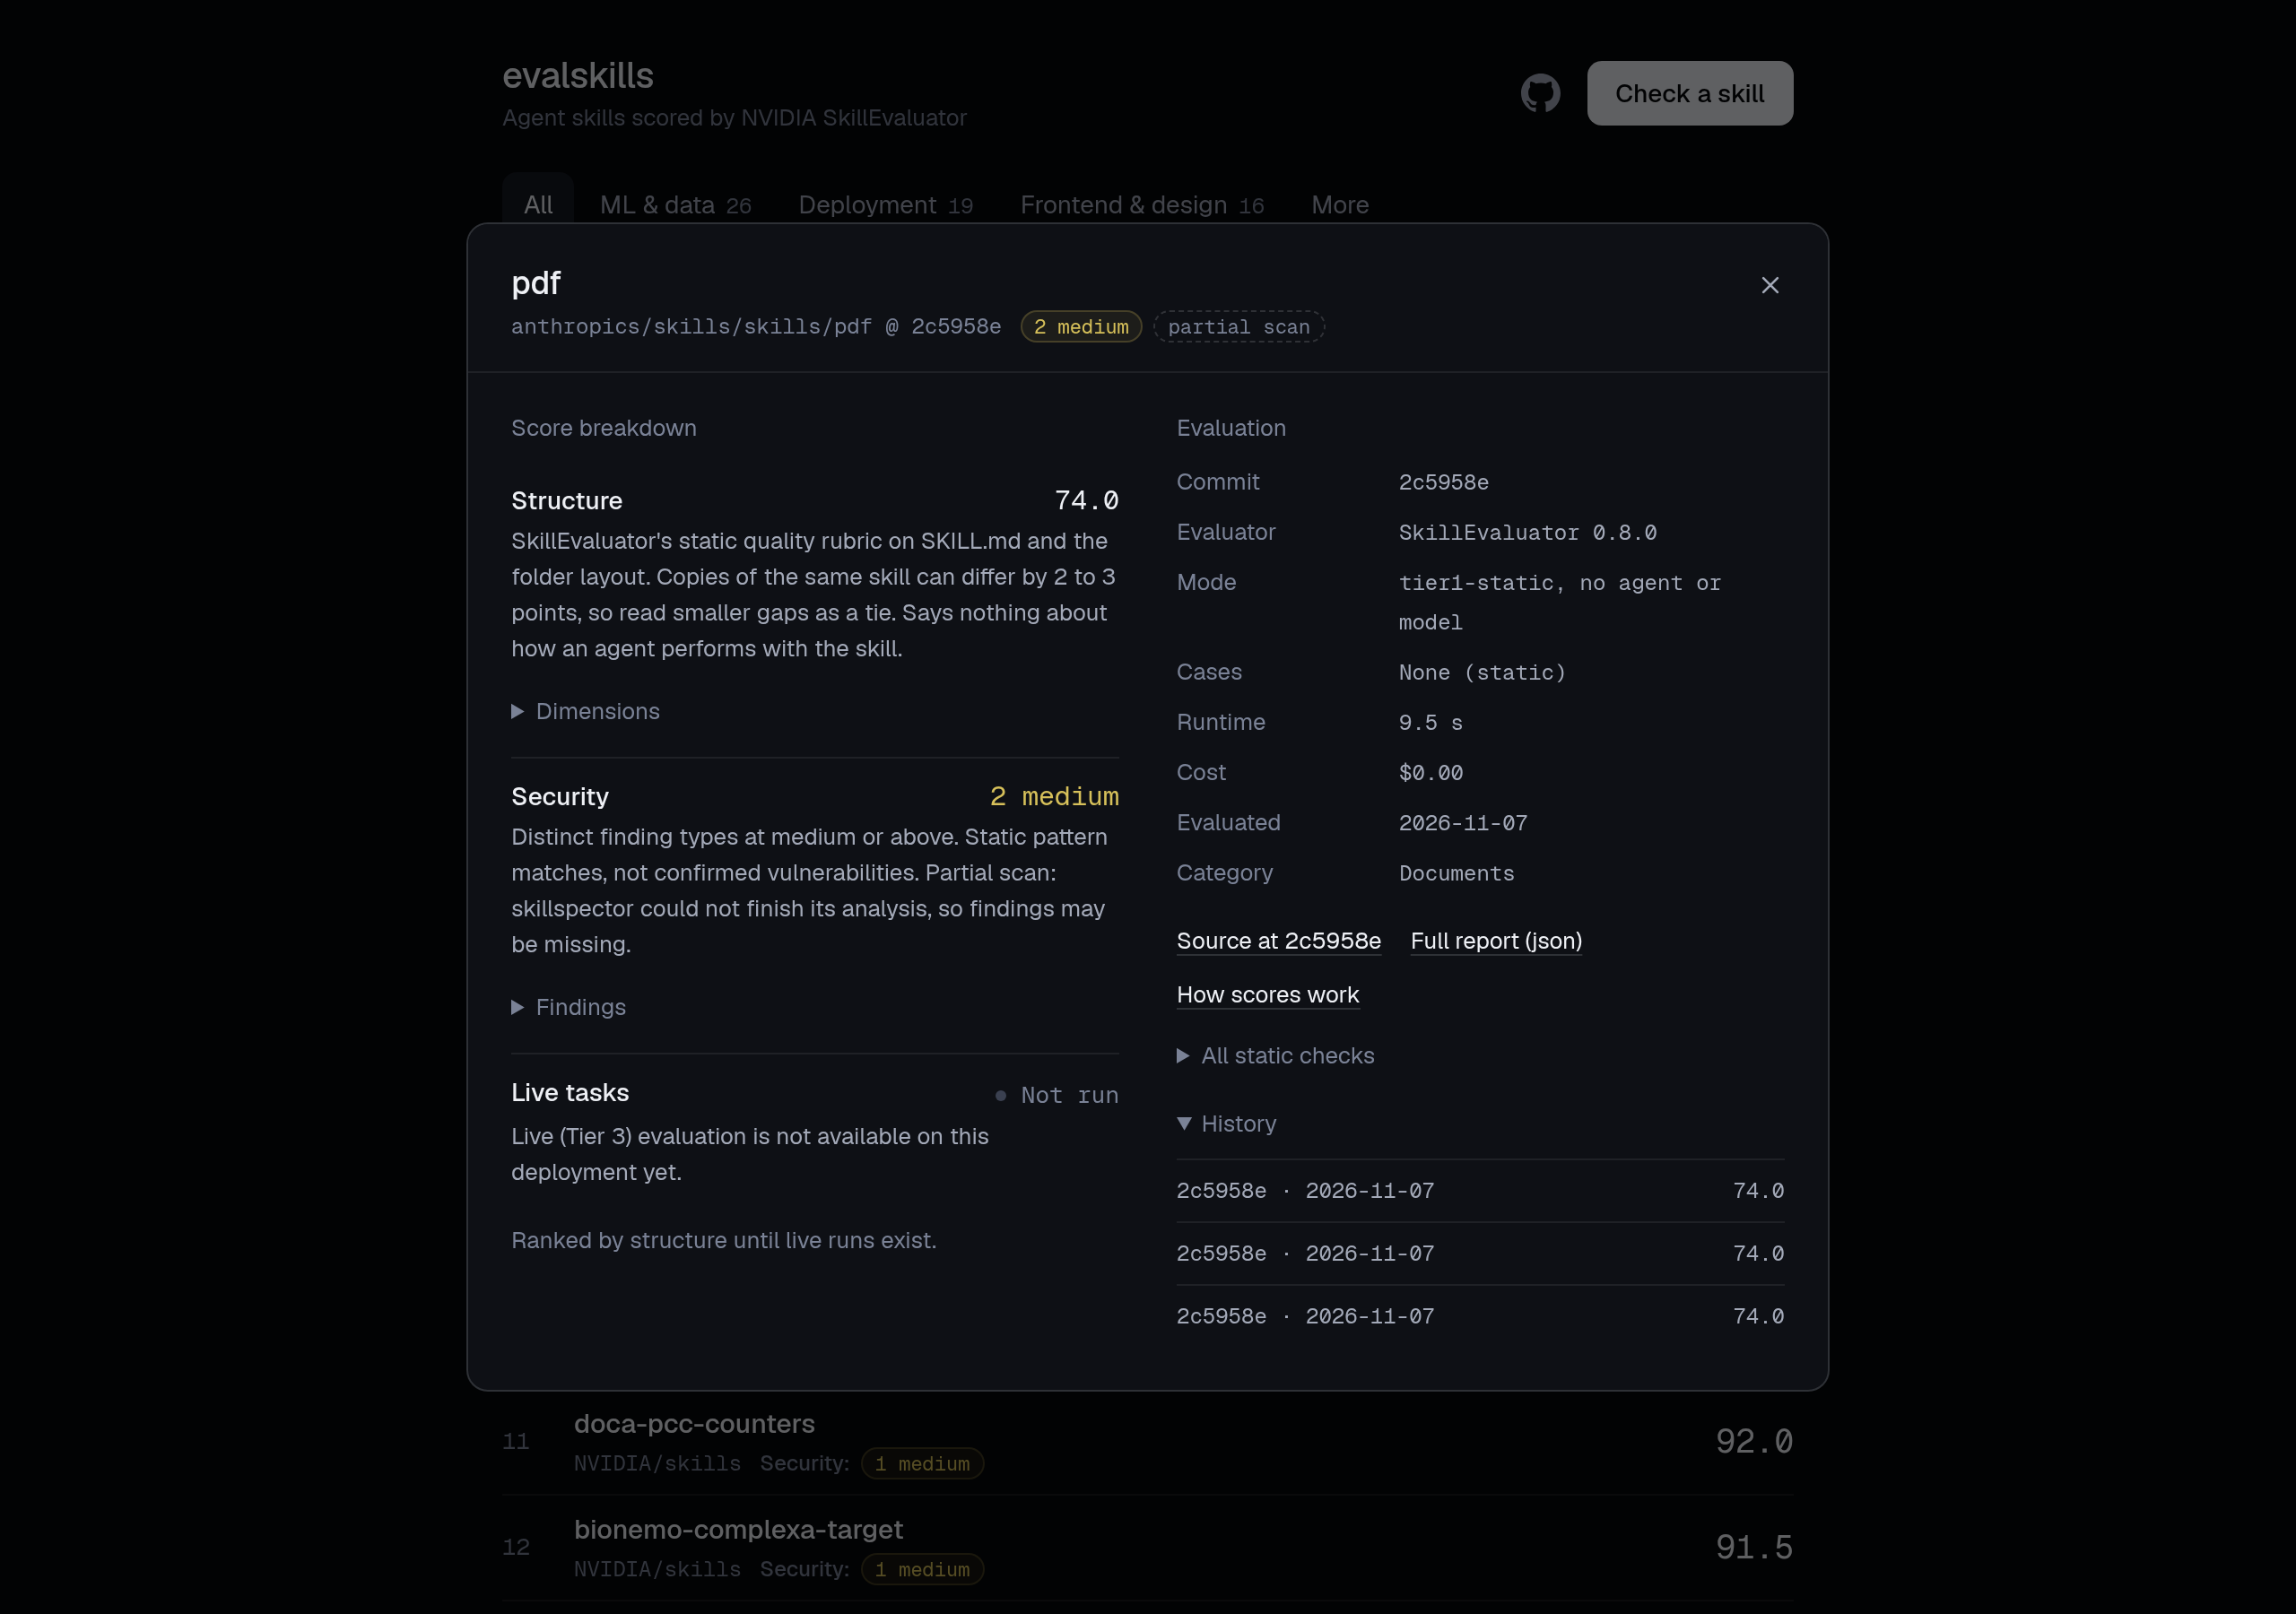 evalskills
Agent skills scored by NVIDIA SkillEvaluator
Check a skill
All ML & data 26 Deployment 19 Frontend & design 16 More
pdf
anthropics/skills/skills/pdf @ 2c5958e 2 medium partial scan
Score breakdown
Structure 74.0
SkillEvaluator's static quality rubric on SKILL.md and the
folder layout. Copies of the same skill can differ by 2 to 3
points, so read smaller gaps as a tie. Says nothing about
how an agent performs with the skill.
Dimensions
Security 2 medium
Distinct finding types at medium or above. Static pattern
matches, not confirmed vulnerabilities. Partial scan:
skillspector could not finish its analysis, so findings may
be missing.
Findings
Live tasks Not run
Live (Tier 3) evaluation is not available on this
deployment yet.
Ranked by structure until live runs exist.
Evaluation
Commit 2c5958e
Evaluator SkillEvaluator 0.8.0
Mode tier1-static, no agent or
model
Cases None (static)
Runtime 9.5 s
Cost $0.00
Evaluated 2026-11-07
Category Documents
Source at 2c5958e Full report (json)
How scores work
All static checks
History
2c5958e · 2026-11-07 74.0
2c5958e · 2026-11-07 74.0
2c5958e · 2026-11-07 74.0
11 doca-pcc-counters 92.0
NVIDIA/skills Security: 1 medium
12 bionemo-complexa-target 91.5
NVIDIA/skills Security: 1 medium